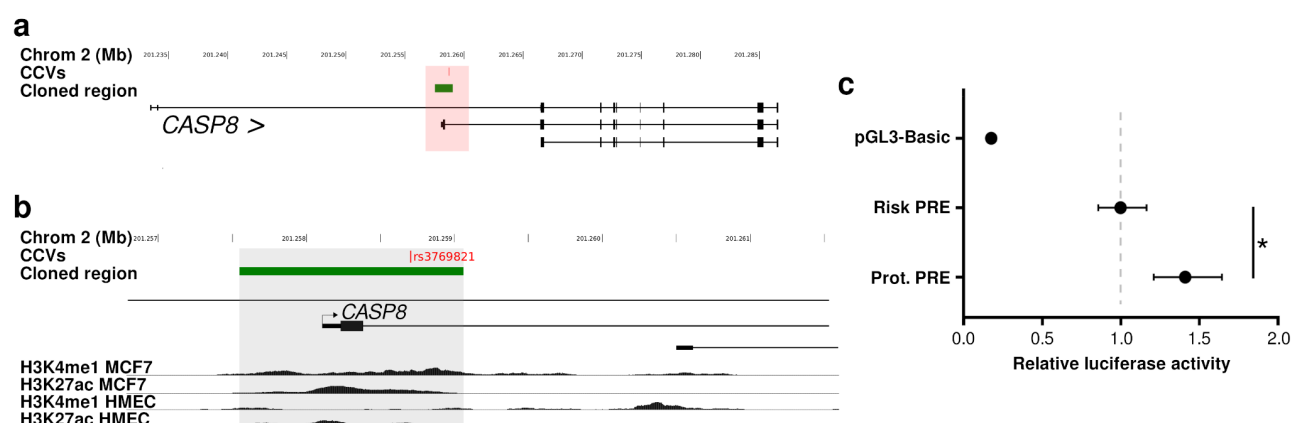 a
Chrom 2 (Mb) 201.235| 201.240| 201.245| 201.250| 201.255| 201.260| 201.265| 201.270| 201.275| 201.280| 201.285|
CCVs
Cloned region
CASP8 >
b
Chrom 2 (Mb) 201.257| 201.258| 201.259| 201.260| 201.261|
CCVs |rs3769821
Cloned region
CASP8
H3K4me1 MCF7
H3K27ac MCF7
H3K4me1 HMEC
H3K27ac HMEC
c
pGL3-Basic
Risk PRE
Prot. PRE
*
0.0 0.5 1.0 1.5 2.0
Relative luciferase activity